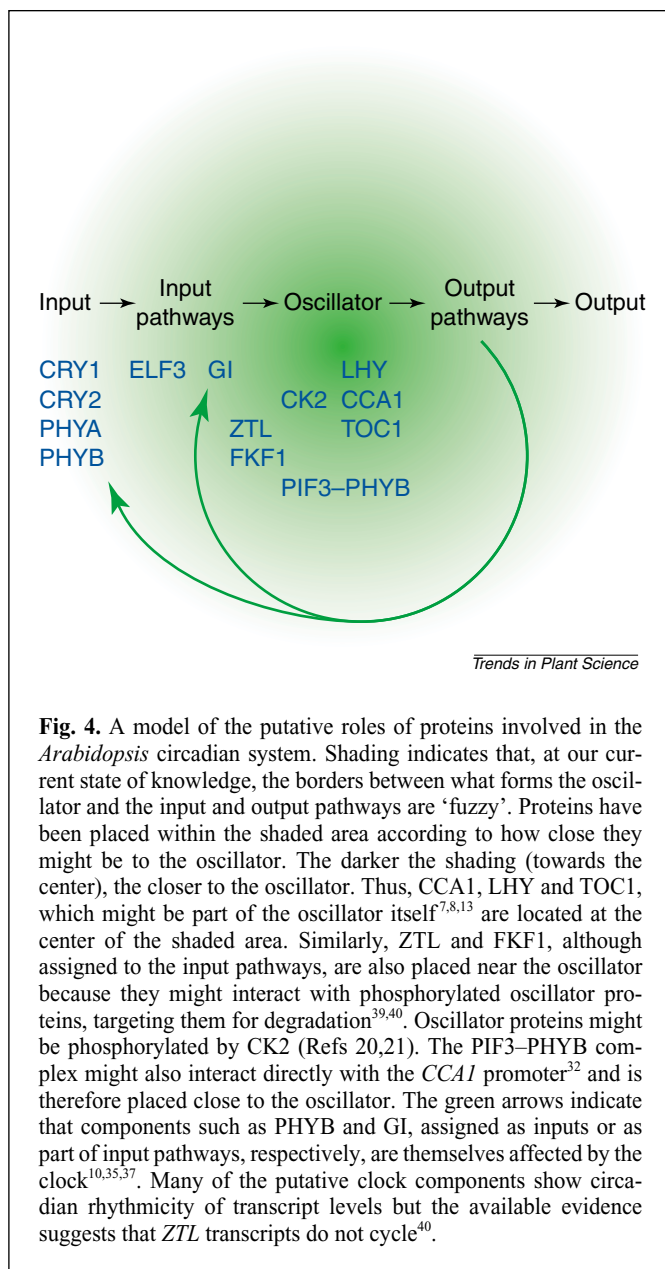 Input → Input pathways → Oscillator → Output pathways → Output
CRY1 ELF3 GI LHY
CRY2 CK2 CCA1
PHYA ZTL TOC1
PHYB FKF1
PIF3–PHYB
Trends in Plant Science
Fig. 4. A model of the putative roles of proteins involved in the
Arabidopsis circadian system. Shading indicates that, at our cur-
rent state of knowledge, the borders between what forms the oscil-
lator and the input and output pathways are ‘fuzzy’. Proteins have
been placed within the shaded area according to how close they
might be to the oscillator. The darker the shading (towards the
center), the closer to the oscillator. Thus, CCA1, LHY and TOC1,
which might be part of the oscillator itself7,8,13 are located at the
center of the shaded area. Similarly, ZTL and FKF1, although
assigned to the input pathways, are also placed near the oscillator
because they might interact with phosphorylated oscillator pro-
teins, targeting them for degradation39,40. Oscillator proteins might
be phosphorylated by CK2 (Refs 20,21). The PIF3–PHYB com-
plex might also interact directly with the CCA1 promoter32 and is
therefore placed close to the oscillator. The green arrows indicate
that components such as PHYB and GI, assigned as inputs or as
part of input pathways, respectively, are themselves affected by the
clock10,35,37. Many of the putative clock components show circa-
dian rhythmicity of transcript levels but the available evidence
suggests that ZTL transcripts do not cycle40.